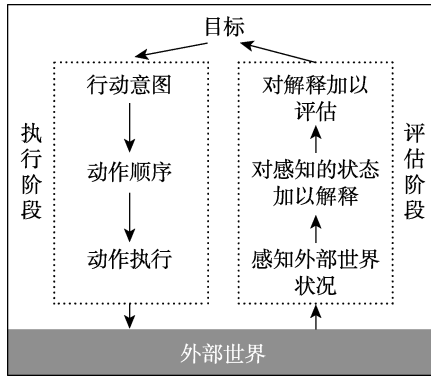 目标
执行阶段
行动意图
动作顺序
动作执行
对解释加以
评估
对感知的状态
加以解释
感知外部世界
状况
评估阶段
外部世界